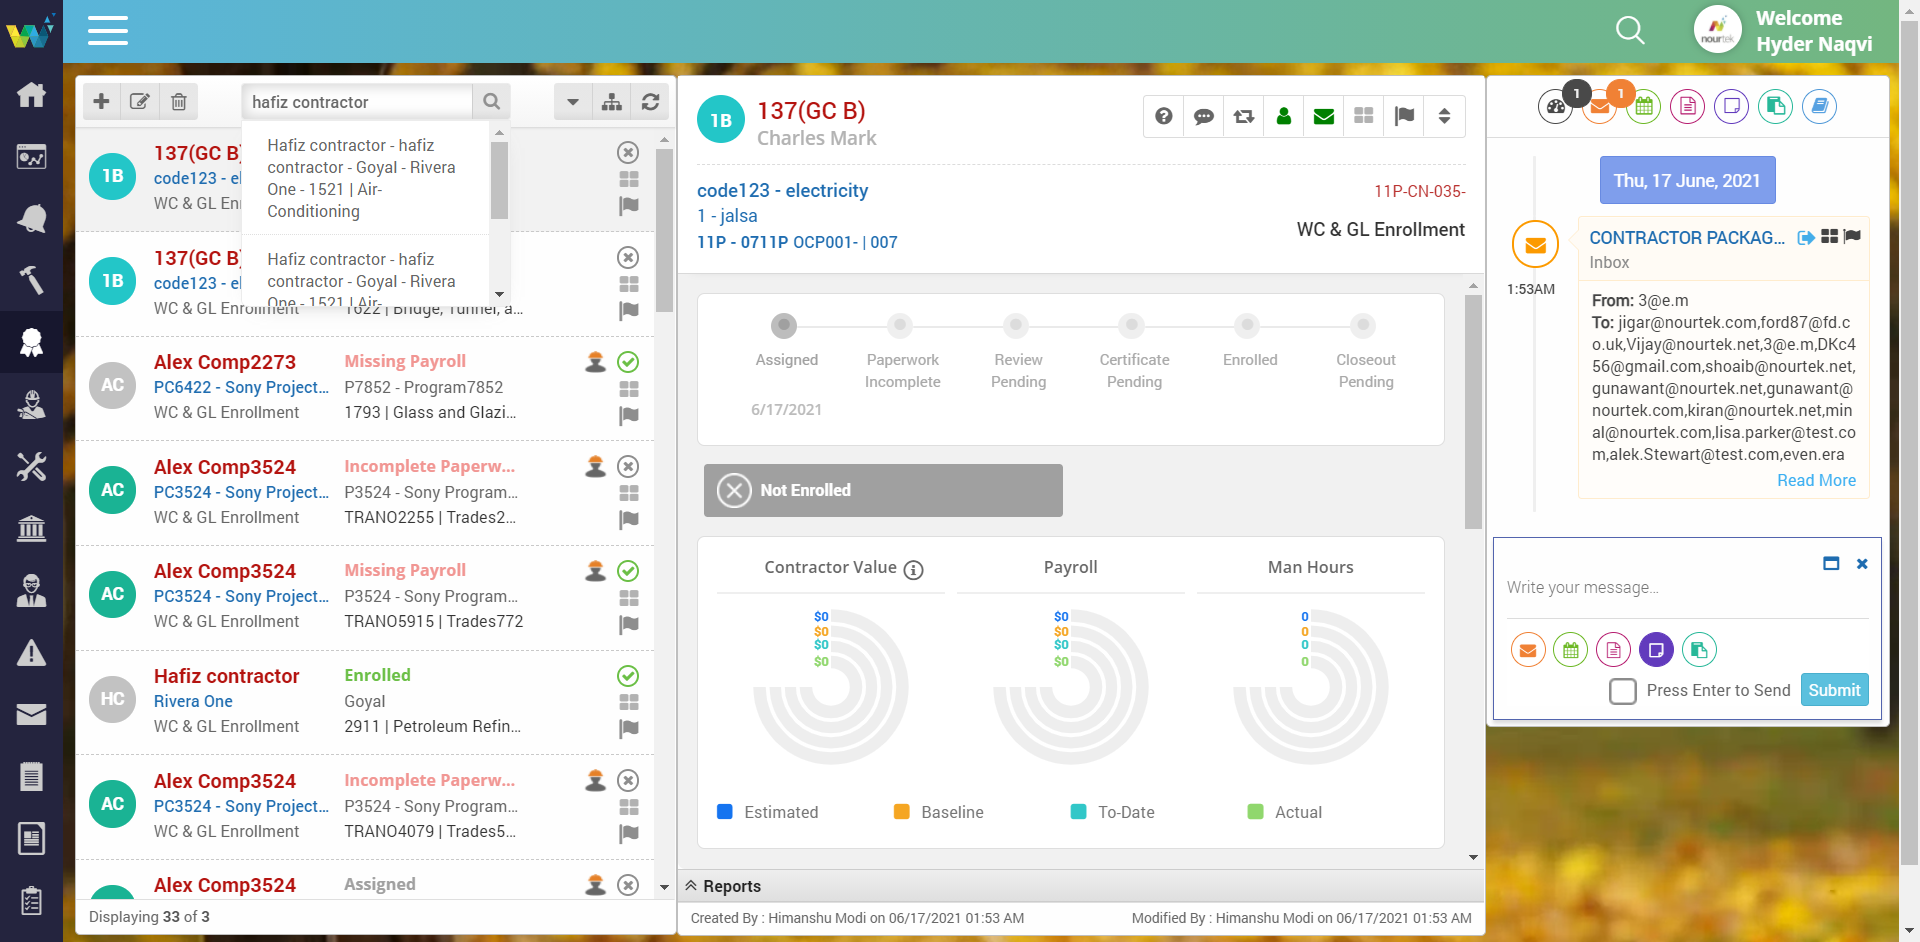 Welcome
Hyder Naqvi
nourtek
hafiz contractor
Hafiz contractor - hafiz
contractor - Goyal - Rivera
One - 1521 | Air-
Conditioning
Hafiz contractor - hafiz
contractor - Goyal - Rivera
One - 1521 | Air-
1B
137(GC B)
code123 - el
WC & GL En
1B
137(GC B)
code123 - el
WC & GL Enrollment
1622 | Bridge, Tunnel, a...
AC
Alex Comp2273
Missing Payroll
PC6422 - Sony Project...
P7852 - Program7852
WC & GL Enrollment
1793 | Glass and Glazi...
AC
Alex Comp3524
Incomplete Paperw...
PC3524 - Sony Project...
P3524 - Sony Program...
WC & GL Enrollment
TRANO2255 | Trades2...
AC
Alex Comp3524
Missing Payroll
PC3524 - Sony Project...
P3524 - Sony Program...
WC & GL Enrollment
TRANO5915 | Trades772
HC
Hafiz contractor
Enrolled
Rivera One
Goyal
WC & GL Enrollment
2911 | Petroleum Refin...
AC
Alex Comp3524
Incomplete Paperw...
PC3524 - Sony Project...
P3524 - Sony Program...
WC & GL Enrollment
TRANO4079 | Trades5...
Alex Comp3524
Assigned
Displaying 33 of 3
1B
137(GC B)
Charles Mark
code123 - electricity
11P-CN-035-
1 - jalsa
WC & GL Enrollment
11P - 0711P OCP001- | 007
Assigned
Paperwork
Incomplete
Review
Pending
Certificate
Pending
Enrolled
Closeout
Pending
6/17/2021
Not Enrolled
Contractor Value
Payroll
Man Hours
$0
$0
$0
$0
$0
$0
$0
$0
0
0
0
0
Estimated
Baseline
To-Date
Actual
Reports
Created By : Himanshu Modi on 06/17/2021 01:53 AM
Modified By : Himanshu Modi on 06/17/2021 01:53 AM
1
1
Thu, 17 June, 2021
CONTRACTOR PACKAG...
Inbox
1:53AM
From: 3@e.m
To: jigar@nourtek.com,ford87@fd.c
o.uk,Vijay@nourtek.net,3@e.m,DKc4
56@gmail.com,shoaib@nourtek.net,
gunawant@nourtek.net,gunawant@
nourtek.com,kiran@nourtek.net,min
al@nourtek.com,lisa.parker@test.co
m,alek.Stewart@test.com,even.era
Read More
Write your message...
Press Enter to Send
Submit